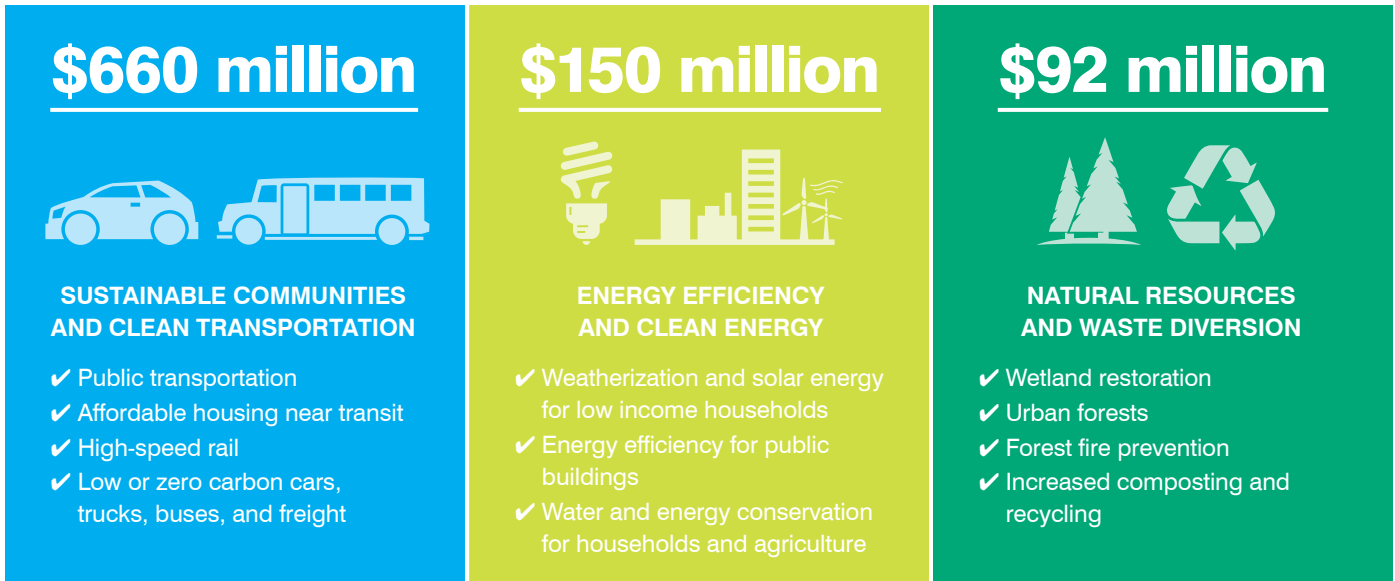 $660 million
SUSTAINABLE COMMUNITIES
AND CLEAN TRANSPORTATION
✔ Public transportation
✔ Affordable housing near transit
✔ High-speed rail
✔ Low or zero carbon cars,
trucks, buses, and freight
$150 million
ENERGY EFFICIENCY
AND CLEAN ENERGY
✔ Weatherization and solar energy
for low income households
✔ Energy efficiency for public
buildings
✔ Water and energy conservation
for households and agriculture
$92 million
NATURAL RESOURCES
AND WASTE DIVERSION
✔ Wetland restoration
✔ Urban forests
✔ Forest fire prevention
✔ Increased composting and
recycling